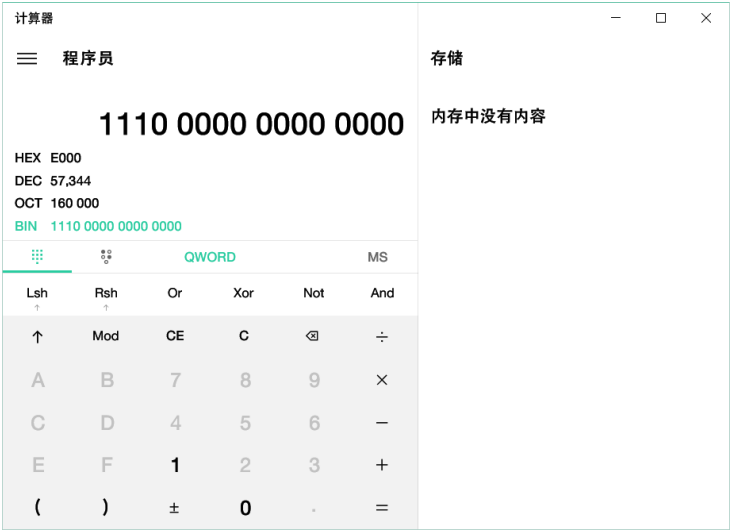 计算器
程序员
1110 0000 0000 0000
HEX E000
DEC 57,344
OCT 160 000
BIN 1110 0000 0000 0000
QWORD MS
Lsh Rsh Or Xor Not And
↑ Mod CE C ÷
A B 7 8 9 ×
C D 4 5 6 −
E F 1 2 3 +
( ) ± 0 . =
存储
内存中没有内容